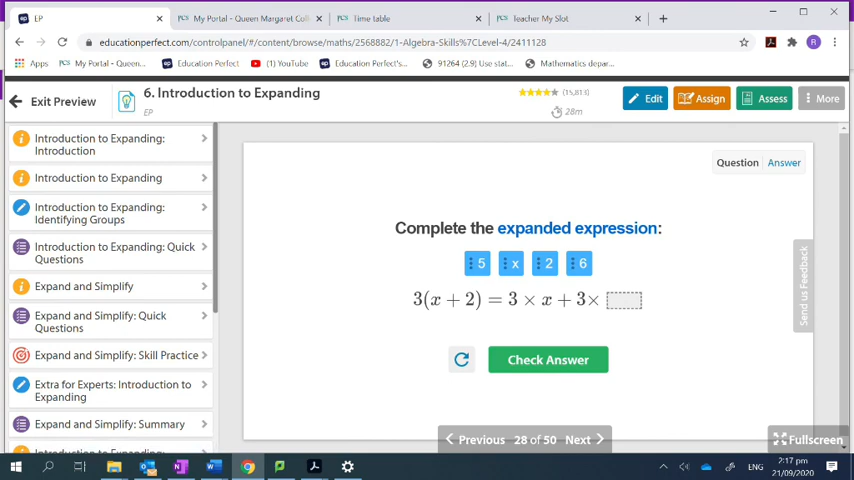 EP
My Portal - Queen Margaret Coll
Time table
Teacher My Slot
educationperfect.com/controlpanel/#/content/browse/maths/2568882/1-Algebra-Skills%7CLevel-4/2411128
Apps
My Portal - Queen...
Education Perfect
(1) YouTube
Education Perfect's...
91264 (2.9) Use stat...
Mathematics depar...
Exit Preview
6. Introduction to Expanding
EP
(15,813)
28m
Edit
Assign
Assess
More
Introduction to Expanding:
Introduction
Introduction to Expanding
Introduction to Expanding:
Identifying Groups
Introduction to Expanding: Quick
Questions
Expand and Simplify
Expand and Simplify: Quick
Questions
Expand and Simplify: Skill Practice
Extra for Experts: Introduction to
Expanding
Expand and Simplify: Summary
Introduction to Expanding:
Question Answer
Complete the expanded expression:
5 x 2 6
3(x + 2) = 3 × x + 3×
Check Answer
Send us Feedback
Previous 28 of 50 Next
Fullscreen
ENG
2:17 pm
21/09/2020